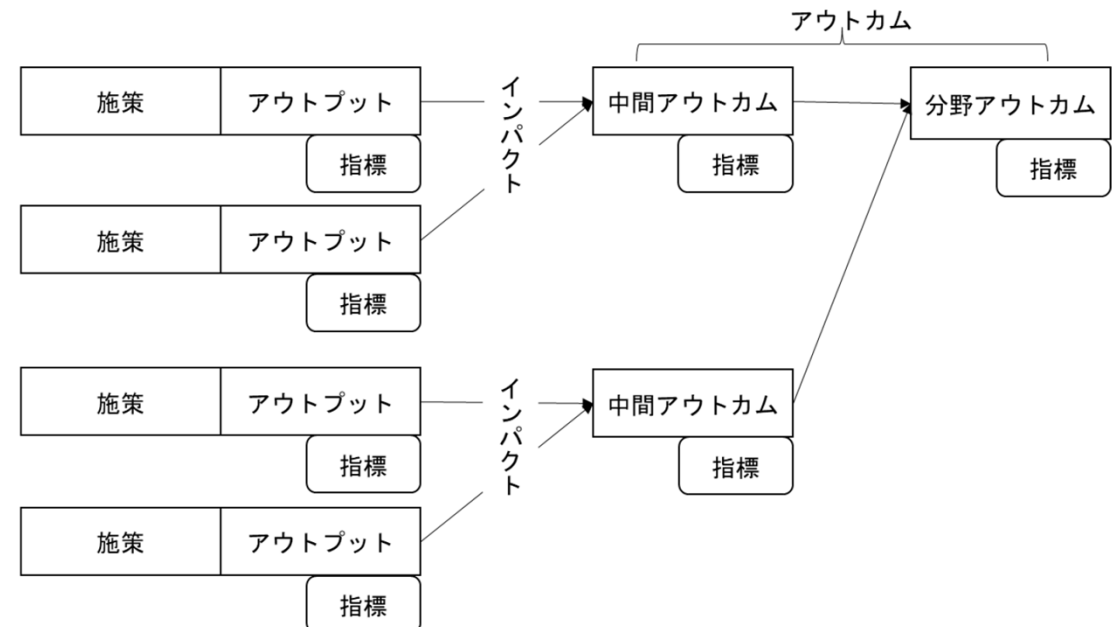 アウトカム
施策
アウトプット
インパクト
中間アウトカム
分野アウトカム
指標
指標
指標
施策
アウトプット
指標
施策
アウトプット
インパクト
中間アウトカム
指標
指標
施策
アウトプット
指標